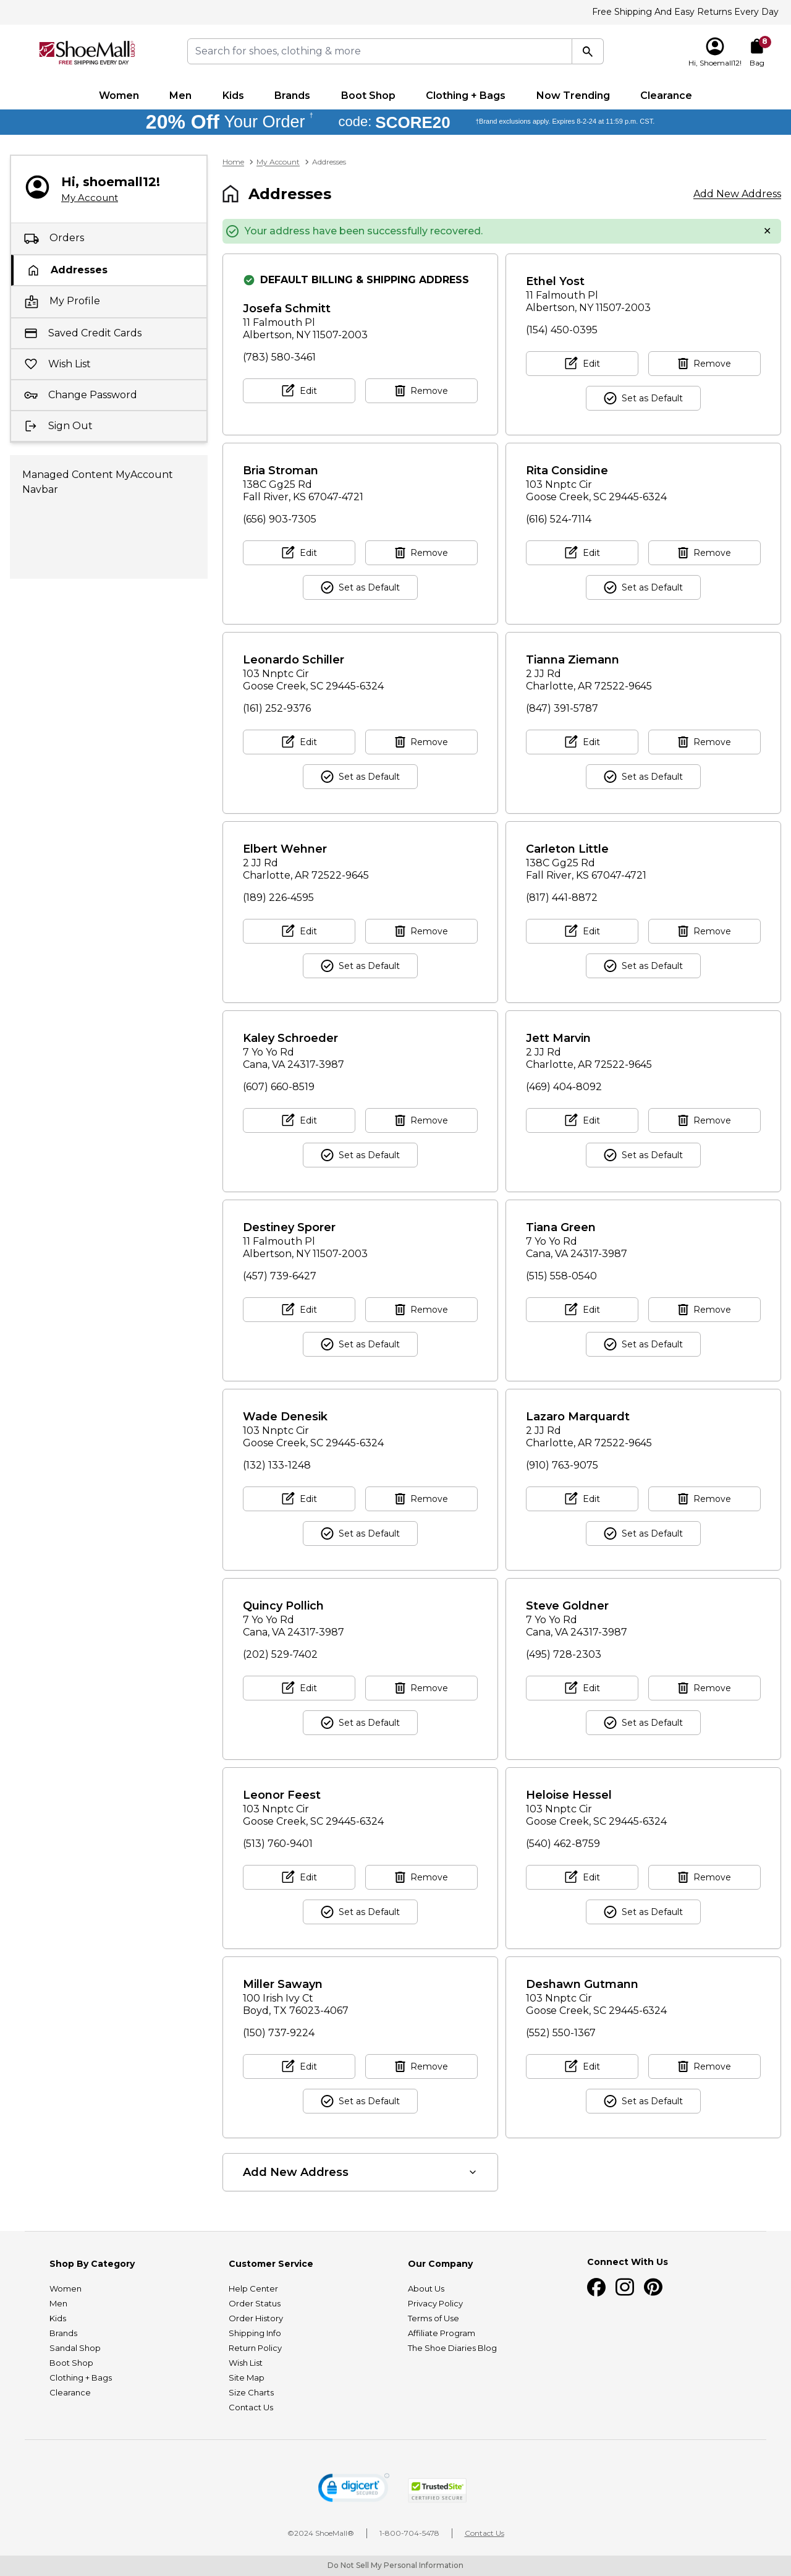 Free Shipping And Easy Returns Every Day
ShoeMall.com
FREE SHIPPING EVERY DAY
Search for shoes, clothing & more
8
Hi, Shoemall12! Bag
Women Men Kids Brands Boot Shop Clothing + Bags Now Trending Clearance
20% Off Your Order † code: SCORE20 †Brand exclusions apply. Expires 8-2-24 at 11:59 p.m. CST.
Hi, shoemall12!
My Account
Orders
Addresses
My Profile
Saved Credit Cards
Wish List
Change Password
Sign Out
Managed Content MyAccount
Navbar
Home > My Account > Addresses
Addresses
Add New Address
Your address have been successfully recovered. ×
DEFAULT BILLING & SHIPPING ADDRESS
Josefa Schmitt
11 Falmouth Pl
Albertson, NY 11507-2003
(783) 580-3461
Edit Remove
Ethel Yost
11 Falmouth Pl
Albertson, NY 11507-2003
(154) 450-0395
Edit Remove
Set as Default
Bria Stroman
138C Gg25 Rd
Fall River, KS 67047-4721
(656) 903-7305
Edit Remove
Set as Default
Rita Considine
103 Nnptc Cir
Goose Creek, SC 29445-6324
(616) 524-7114
Edit Remove
Set as Default
Leonardo Schiller
103 Nnptc Cir
Goose Creek, SC 29445-6324
(161) 252-9376
Edit Remove
Set as Default
Tianna Ziemann
2 JJ Rd
Charlotte, AR 72522-9645
(847) 391-5787
Edit Remove
Set as Default
Elbert Wehner
2 JJ Rd
Charlotte, AR 72522-9645
(189) 226-4595
Edit Remove
Set as Default
Carleton Little
138C Gg25 Rd
Fall River, KS 67047-4721
(817) 441-8872
Edit Remove
Set as Default
Kaley Schroeder
7 Yo Yo Rd
Cana, VA 24317-3987
(607) 660-8519
Edit Remove
Set as Default
Jett Marvin
2 JJ Rd
Charlotte, AR 72522-9645
(469) 404-8092
Edit Remove
Set as Default
Destiney Sporer
11 Falmouth Pl
Albertson, NY 11507-2003
(457) 739-6427
Edit Remove
Set as Default
Tiana Green
7 Yo Yo Rd
Cana, VA 24317-3987
(515) 558-0540
Edit Remove
Set as Default
Wade Denesik
103 Nnptc Cir
Goose Creek, SC 29445-6324
(132) 133-1248
Edit Remove
Set as Default
Lazaro Marquardt
2 JJ Rd
Charlotte, AR 72522-9645
(910) 763-9075
Edit Remove
Set as Default
Quincy Pollich
7 Yo Yo Rd
Cana, VA 24317-3987
(202) 529-7402
Edit Remove
Set as Default
Steve Goldner
7 Yo Yo Rd
Cana, VA 24317-3987
(495) 728-2303
Edit Remove
Set as Default
Leonor Feest
103 Nnptc Cir
Goose Creek, SC 29445-6324
(513) 760-9401
Edit Remove
Set as Default
Heloise Hessel
103 Nnptc Cir
Goose Creek, SC 29445-6324
(540) 462-8759
Edit Remove
Set as Default
Miller Sawayn
100 Irish Ivy Ct
Boyd, TX 76023-4067
(150) 737-9224
Edit Remove
Set as Default
Deshawn Gutmann
103 Nnptc Cir
Goose Creek, SC 29445-6324
(552) 550-1367
Edit Remove
Set as Default
Add New Address
Shop By Category
Women
Men
Kids
Brands
Sandal Shop
Boot Shop
Clothing + Bags
Clearance
Customer Service
Help Center
Order Status
Order History
Shipping Info
Return Policy
Wish List
Site Map
Size Charts
Contact Us
Our Company
About Us
Privacy Policy
Terms of Use
Affiliate Program
The Shoe Diaries Blog
Connect With Us
digicert
SECURED
TrustedSite
CERTIFIED SECURE
©2024 ShoeMall® | 1-800-704-5478 | Contact Us
Do Not Sell My Personal Information